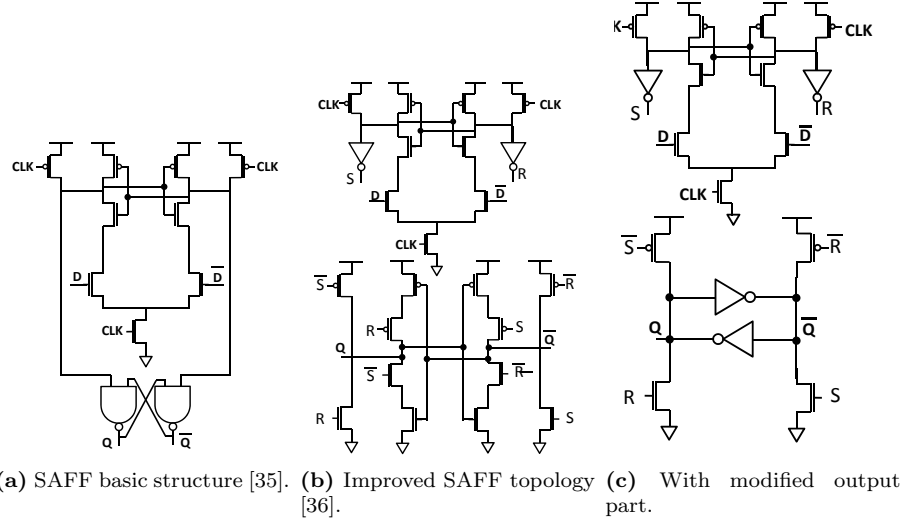 CLK
CLK
D
D̅
CLK
Q
Q̅
CLK
CLK
S
R
D
D̅
CLK
S̅
R̅
R
S
Q
Q̅
S̅
R̅
R
S
K
CLK
S
R
D
D̅
CLK
S̅
R̅
Q
Q̅
R
S
a) SAFF basic structure [35].
(b) Improved SAFF topology
[36].
(c) With modified output
part.